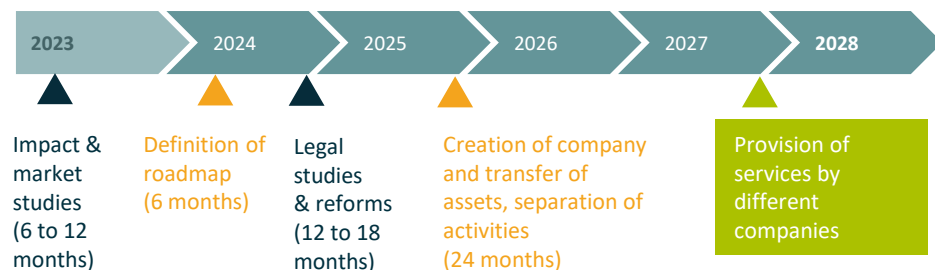 2023 2024 2025 2026 2027 2028
Impact &
market
studies
(6 to 12
months)
Definition of
roadmap
(6 months)
Legal
studies
& reforms
(12 to 18
months)
Creation of company
and transfer of
assets, separation of
activities
(24 months)
Provision of
services by
different
companies